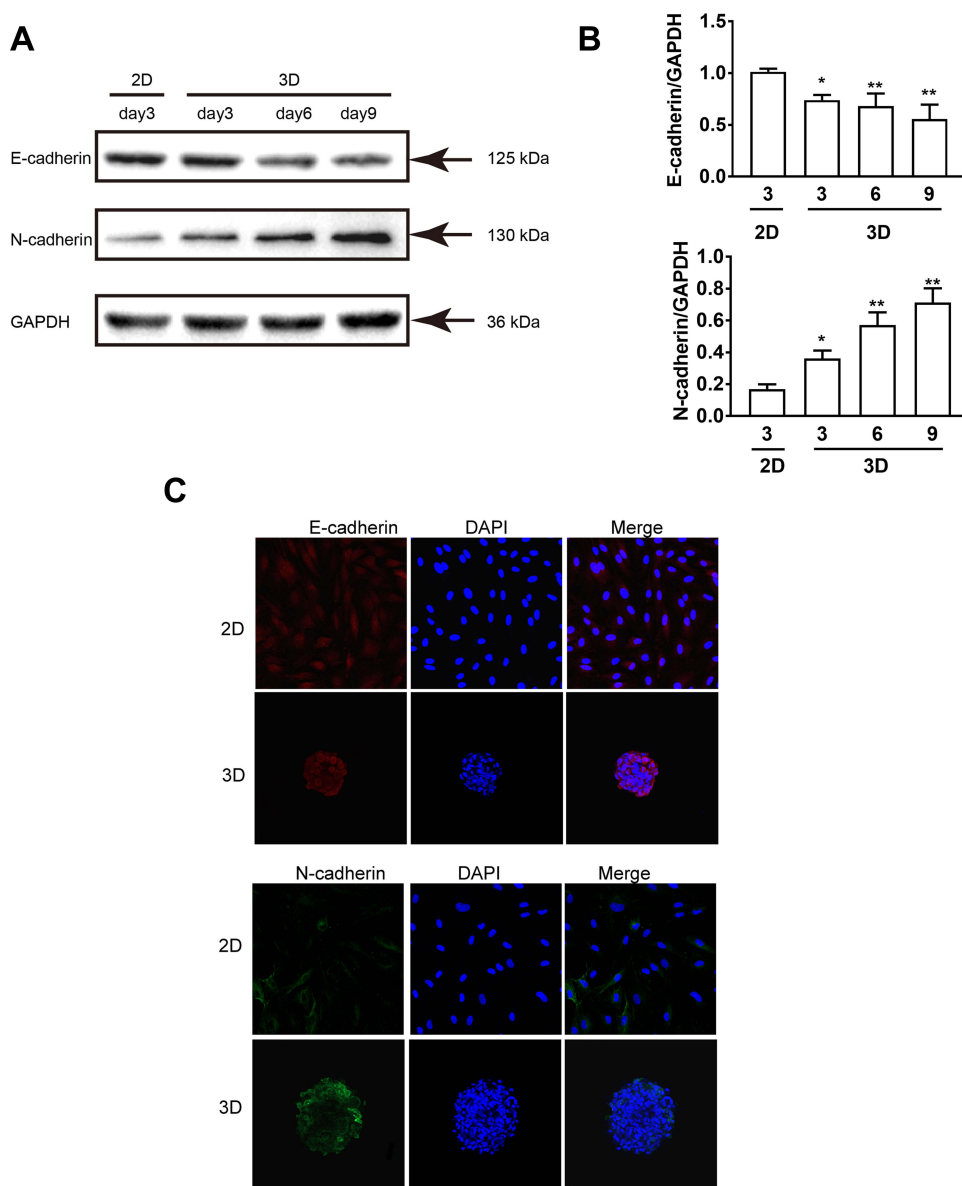 A
2D 3D
day3 day3 day6 day9
E-cadherin 125 kDa
N-cadherin 130 kDa
GAPDH 36 kDa
B
E-cadherin/GAPDH
1.5
1.0
0.5
0.0
* ** **
3 3 6 9
2D 3D
N-cadherin/GAPDH
1.0
0.8
0.6
0.4
0.2
0.0
* ** **
3 3 6 9
2D 3D
C
E-cadherin DAPI Merge
2D
3D
N-cadherin DAPI Merge
2D
3D